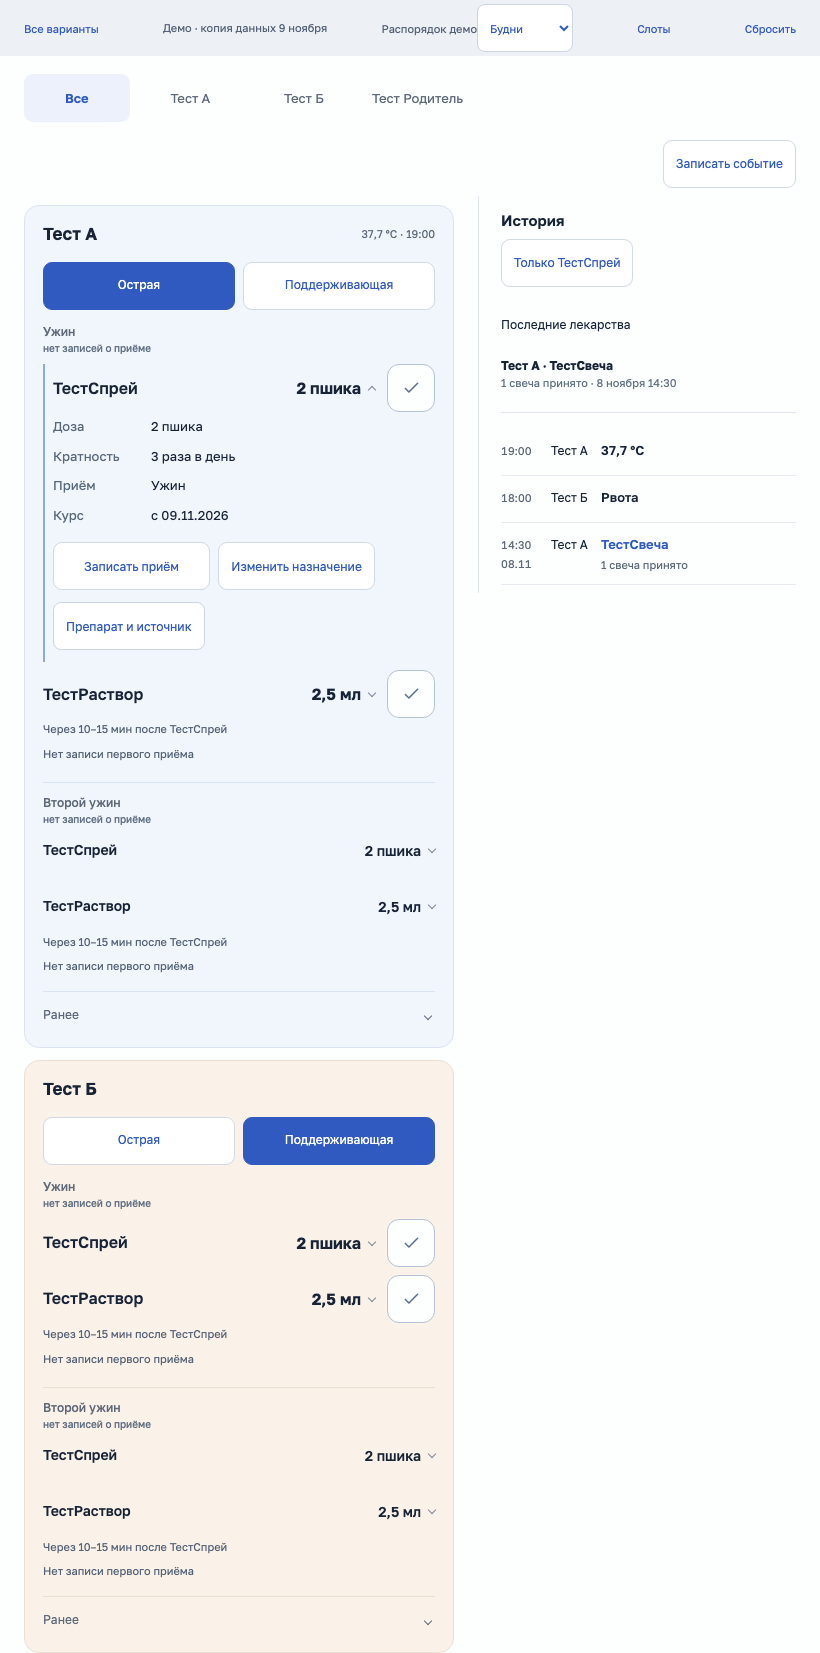 Все варианты
Демо · копия данных 9 ноября
Распорядок демо
Будни
Слоты
Сбросить
Все
Тест А
Тест Б
Тест Родитель
Записать событие
Тест А
37,7 °C · 19:00
Острая
Поддерживающая
Ужин
нет записей о приёме
ТестСпрей
2 пшика
Доза 2 пшика
Кратность 3 раза в день
Приём Ужин
Курс с 09.11.2026
Записать приём
Изменить назначение
Препарат и источник
ТестРаствор
2,5 мл
Через 10–15 мин после ТестСпрей
Нет записи первого приёма
Второй ужин
нет записей о приёме
ТестСпрей
2 пшика
ТестРаствор
2,5 мл
Через 10–15 мин после ТестСпрей
Нет записи первого приёма
Ранее
Тест Б
Острая
Поддерживающая
Ужин
нет записей о приёме
ТестСпрей
2 пшика
ТестРаствор
2,5 мл
Через 10–15 мин после ТестСпрей
Нет записи первого приёма
Второй ужин
нет записей о приёме
ТестСпрей
2 пшика
ТестРаствор
2,5 мл
Через 10–15 мин после ТестСпрей
Нет записи первого приёма
Ранее
История
Только ТестСпрей
Последние лекарства
Тест А · ТестСвеча
1 свеча принято · 8 ноября 14:30
19:00 Тест А 37,7 °C
18:00 Тест Б Рвота
14:30 Тест А ТестСвеча
08.11 1 свеча принято